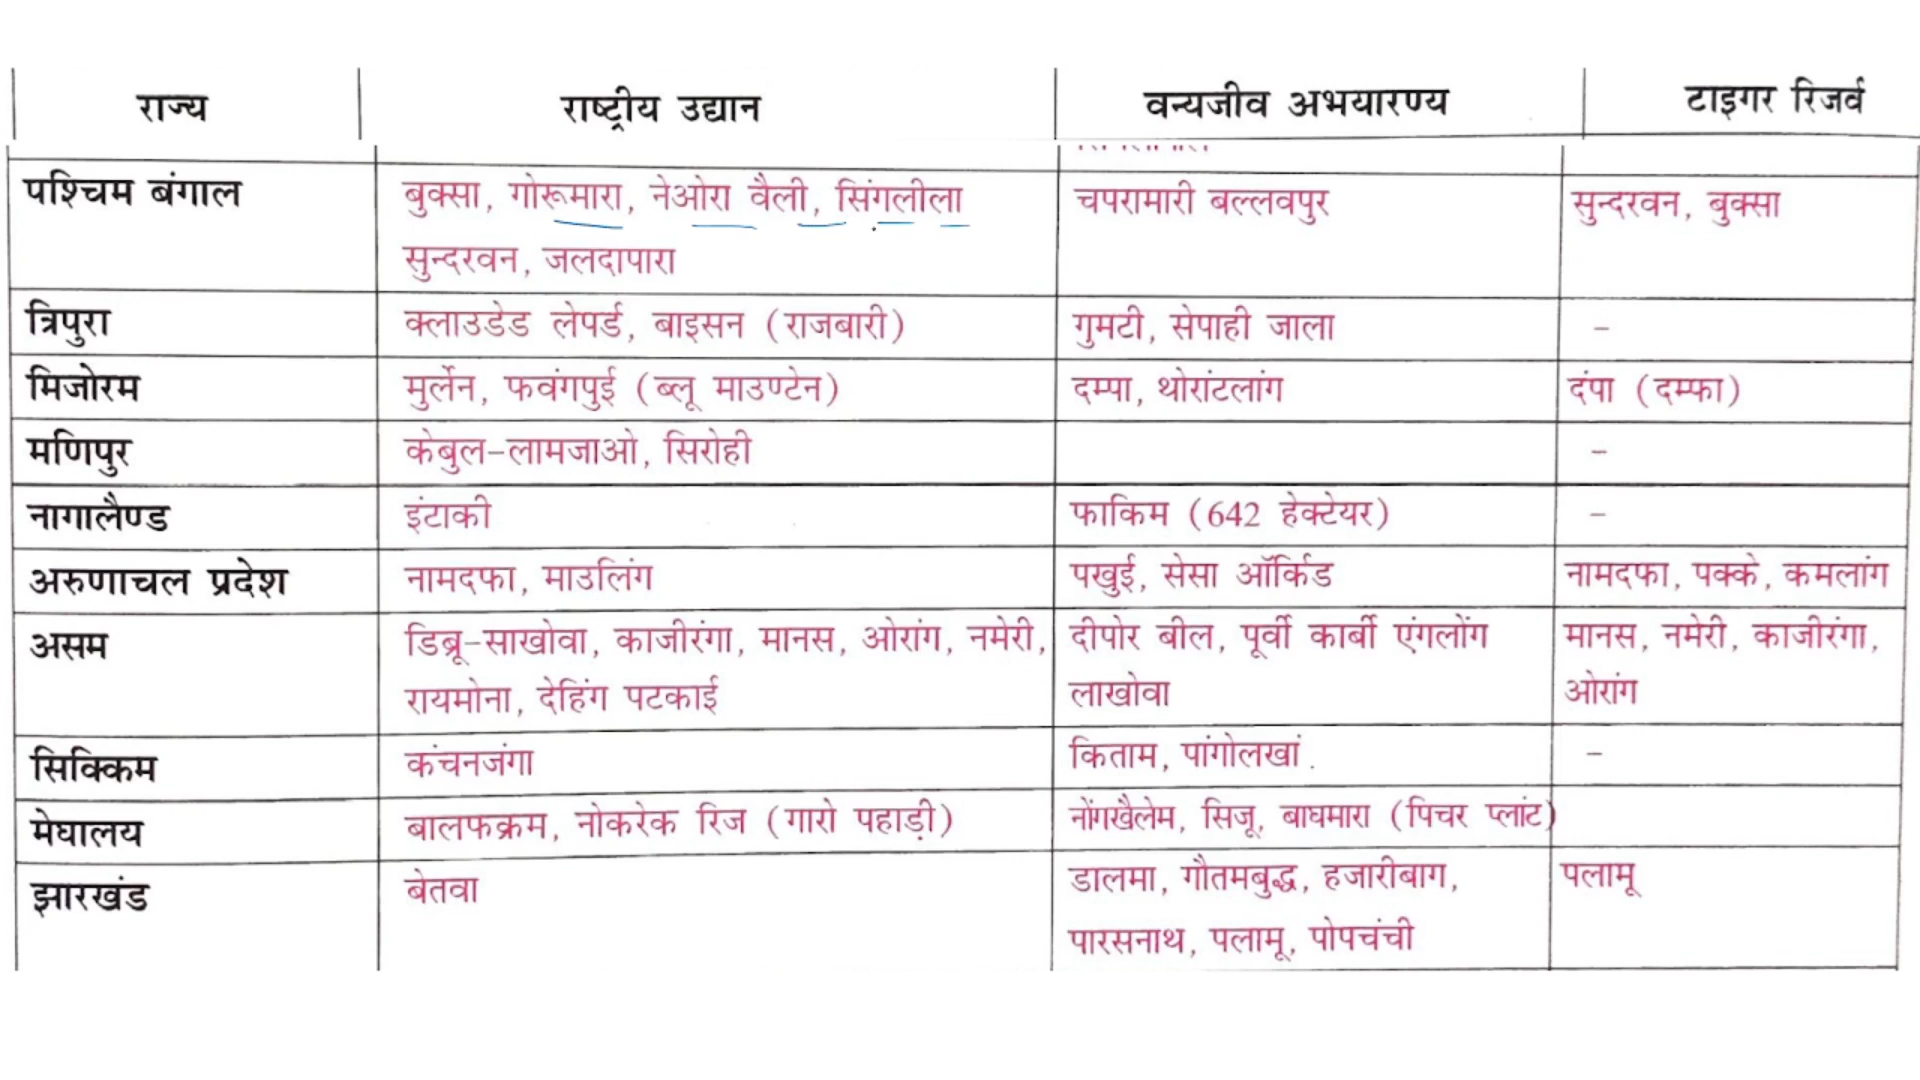 राज्य राष्ट्रीय उद्यान वन्यजीव अभयारण्य टाइगर रिजर्व
पश्चिम बंगाल बुक्सा, गोरूमारा, नेओरा वैली, सिंगलीला चपरामारी बल्लवपुर सुन्दरवन, बुक्सा
सुन्दरवन, जलदापारा
त्रिपुरा क्लाउडेड लेपर्ड, बाइसन (राजबारी) गुमटी, सेपाही जाला –
मिजोरम मुर्लेन, फवंगपुई (ब्लू माउण्टेन) दम्पा, थोरांटलांग दंपा (दम्फा)
मणिपुर केबुल-लामजाओ, सिरोही –
नागालैण्ड इंटाकी फाकिम (642 हेक्टेयर) –
अरुणाचल प्रदेश नामदफा, माउलिंग पखुई, सेसा ऑर्किड नामदफा, पक्के, कमलांग
असम डिब्रू-साखोवा, काजीरंगा, मानस, ओरांग, नमेरी, दीपोर बील, पूर्वी कार्बी एंगलोंग मानस, नमेरी, काजीरंगा,
रायमोना, देहिंग पटकाई लाखोवा ओरांग
सिक्किम कंचनजंगा किताम, पांगोलखां. –
मेघालय बालफक्रम, नोकरेक रिज (गारो पहाड़ी) नोंगखैलेम, सिजू, बाघमारा (पिचर प्लांट)
झारखंड बेतवा डालमा, गौतमबुद्ध, हजारीबाग, पलामू
पारसनाथ, पलामू, पोपचंची